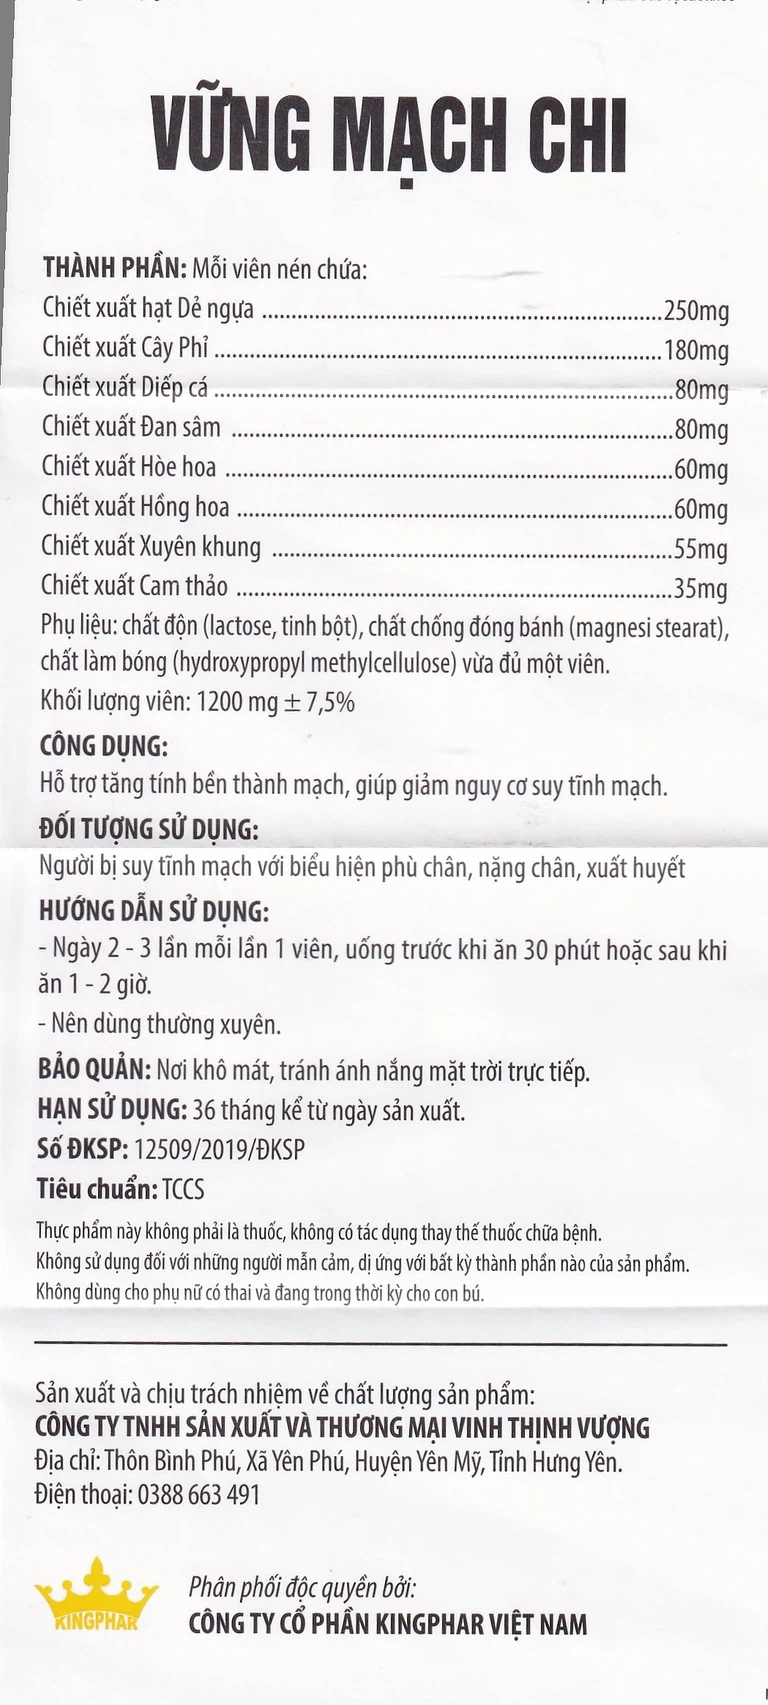 VỮNG MẠCH CHI
THÀNH PHẦN: Mỗi viên nén chứa:
Chiết xuất hạt Dẻ ngựa ....................................................................250mg
Chiết xuất Cây Phỉ ............................................................................180mg
Chiết xuất Diếp cá ..............................................................................80mg
Chiết xuất Đan sâm ...........................................................................80mg
Chiết xuất Hòe hoa ............................................................................60mg
Chiết xuất Hồng hoa ..........................................................................60mg
Chiết xuất Xuyên khung ....................................................................55mg
Chiết xuất Cam thảo ..........................................................................35mg
Phụ liệu: chất độn (lactose, tinh bột), chất chống đóng bánh (magnesi stearat),
chất làm bóng (hydroxypropyl methylcellulose) vừa đủ một viên.
Khối lượng viên: 1200 mg ± 7,5%
CÔNG DỤNG:
Hỗ trợ tăng tính bền thành mạch, giúp giảm nguy cơ suy tĩnh mạch.
ĐỐI TƯỢNG SỬ DỤNG:
Người bị suy tĩnh mạch với biểu hiện phù chân, nặng chân, xuất huyết
HƯỚNG DẪN SỬ DỤNG:
- Ngày 2 - 3 lần mỗi lần 1 viên, uống trước khi ăn 30 phút hoặc sau khi
ăn 1 - 2 giờ.
- Nên dùng thường xuyên.
BẢO QUẢN: Nơi khô mát, tránh ánh nắng mặt trời trực tiếp.
HẠN SỬ DỤNG: 36 tháng kể từ ngày sản xuất.
Số ĐKSP: 12509/2019/ĐKSP
Tiêu chuẩn: TCCS
Thực phẩm này không phải là thuốc, không có tác dụng thay thế thuốc chữa bệnh.
Không sử dụng đối với những người mẫn cảm, dị ứng với bất kỳ thành phần nào của sản phẩm.
Không dùng cho phụ nữ có thai và đang trong thời kỳ cho con bú.
Sản xuất và chịu trách nhiệm về chất lượng sản phẩm:
CÔNG TY TNHH SẢN XUẤT VÀ THƯƠNG MẠI VINH THỊNH VƯỢNG
Địa chỉ: Thôn Bình Phú, Xã Yên Phú, Huyện Yên Mỹ, Tỉnh Hưng Yên.
Điện thoại: 0388 663 491
KINGPHAR
Phân phối độc quyền bởi:
CÔNG TY CỔ PHẦN KINGPHAR VIỆT NAM